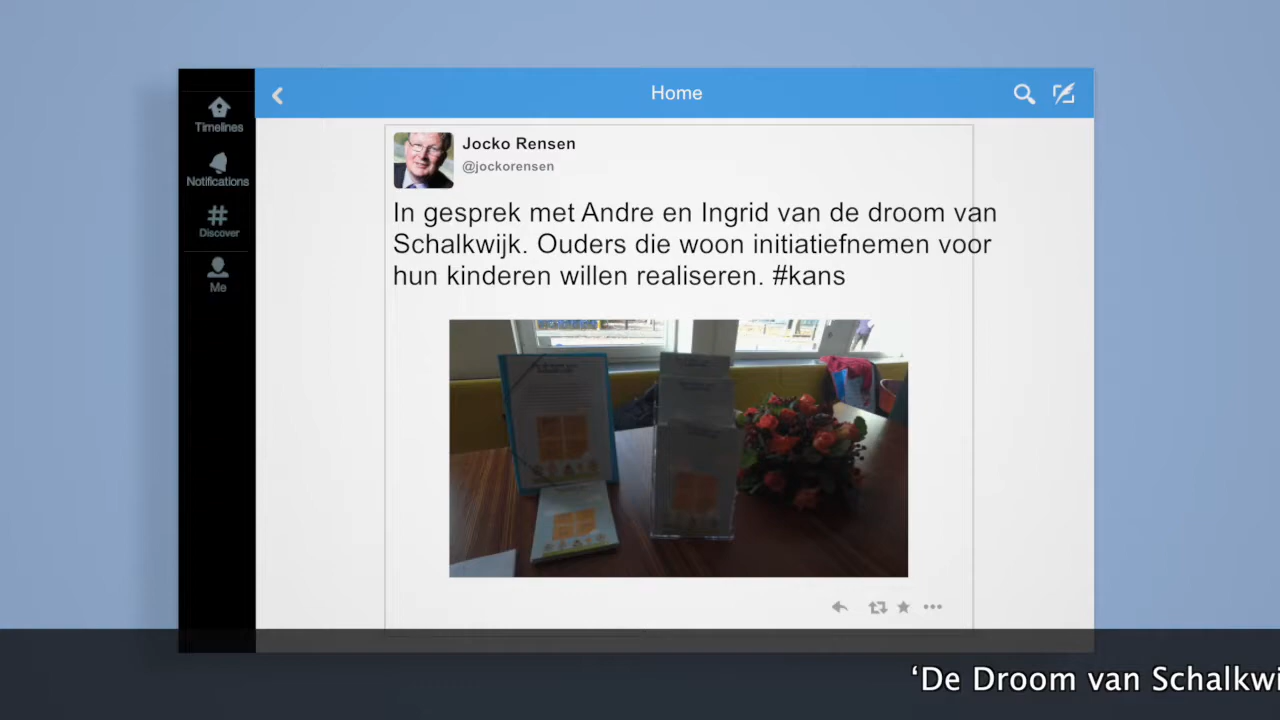 Home
Timelines
Notifications
Discover
Me
Jocko Rensen
@jockorensen
In gesprek met Andre en Ingrid van de droom van
Schalkwijk. Ouders die woon initiatiefnemen voor
hun kinderen willen realiseren. #kans
‘De Droom van Schalkwi